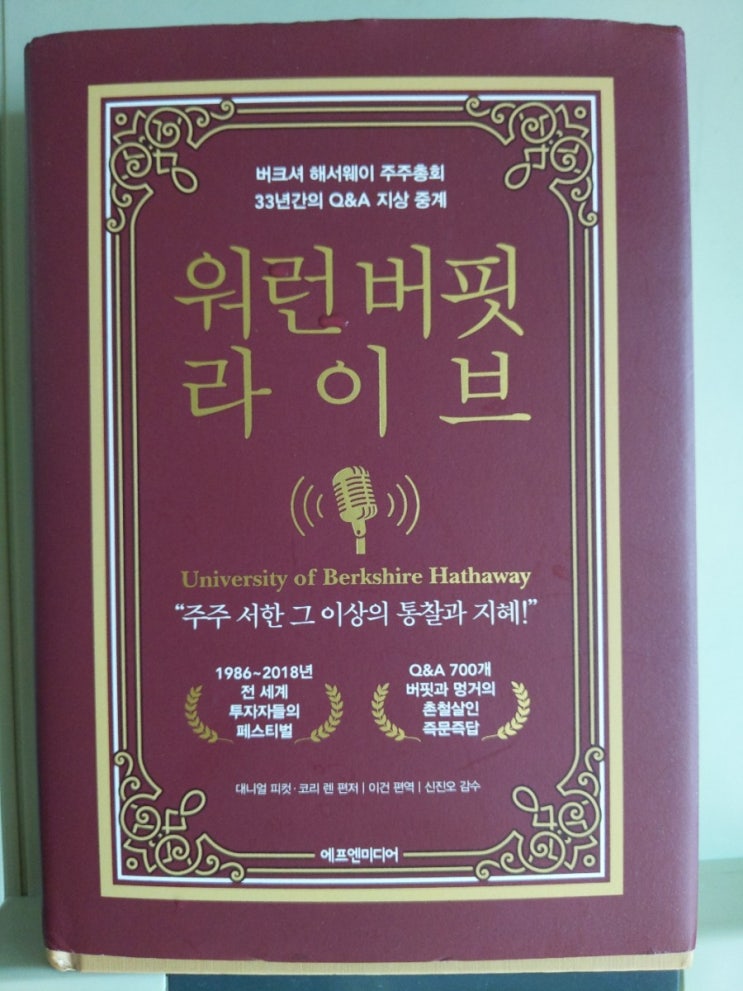 버크셔 해서웨이 주주총회
33년간의 Q&A 지상 중계
워런 버핏
라이브
University of Berkshire Hathaway
“주주 서한 그 이상의 통찰과 지혜!”
1986~2018년
전 세계
투자자들의
페스티벌
Q&A 700개
버핏과 멍거의
촌철살인
즉문즉답
대니얼 피컷·코리 렌 편저 | 이건 편역 | 신진오 감수
에프엔미디어